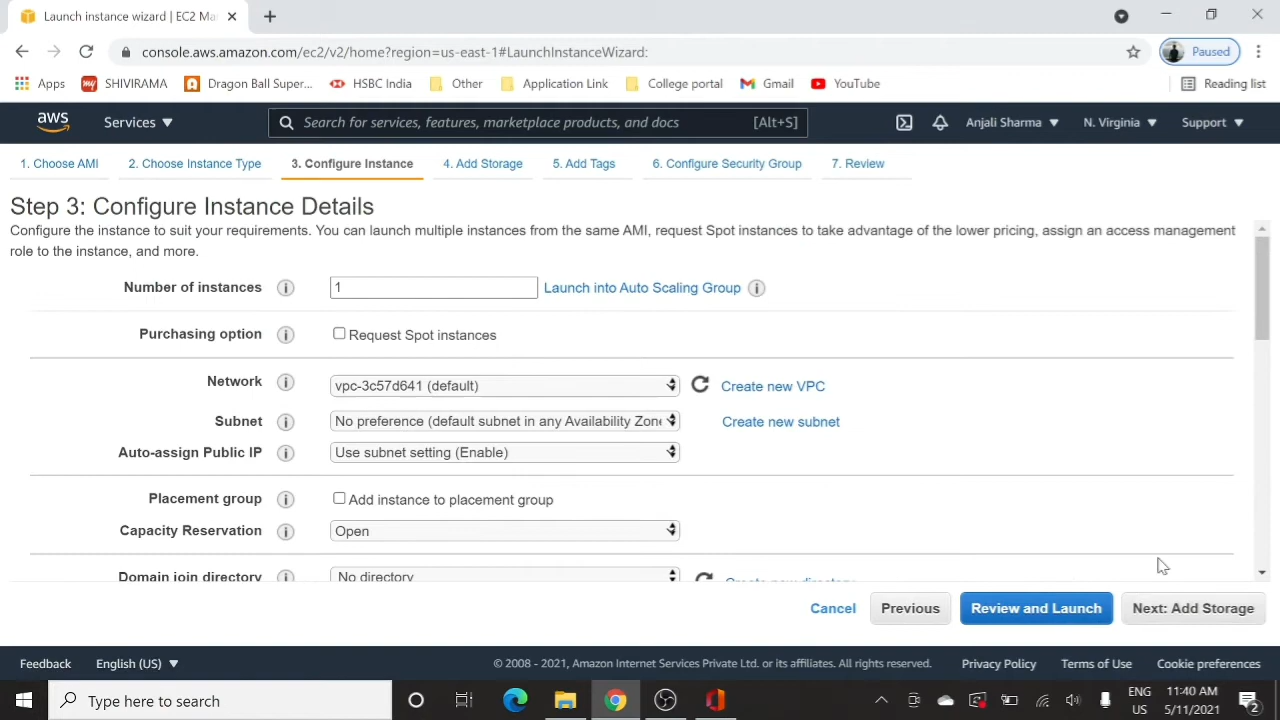 Launch instance wizard | EC2 Ma
console.aws.amazon.com/ec2/v2/home?region=us-east-1#LaunchInstanceWizard:
Paused
Apps
SHIVIRAMA
Dragon Ball Super...
HSBC India
Other
Application Link
College portal
Gmail
YouTube
Reading list
aws
Services
Search for services, features, marketplace products, and docs
[Alt+S]
Anjali Sharma
N. Virginia
Support
1. Choose AMI
2. Choose Instance Type
3. Configure Instance
4. Add Storage
5. Add Tags
6. Configure Security Group
7. Review
Step 3: Configure Instance Details
Configure the instance to suit your requirements. You can launch multiple instances from the same AMI, request Spot instances to take advantage of the lower pricing, assign an access management
role to the instance, and more.
Number of instances
1
Launch into Auto Scaling Group
Purchasing option
Request Spot instances
Network
vpc-3c57d641 (default)
Create new VPC
Subnet
No preference (default subnet in any Availability Zone
Create new subnet
Auto-assign Public IP
Use subnet setting (Enable)
Placement group
Add instance to placement group
Capacity Reservation
Open
Domain join directory
No directory
Create new directory
Cancel
Previous
Review and Launch
Next: Add Storage
Feedback
English (US)
© 2008 - 2021, Amazon Internet Services Private Ltd. or its affiliates. All rights reserved.
Privacy Policy
Terms of Use
Cookie preferences
Type here to search
ENG
US
11:40 AM
5/11/2021
2